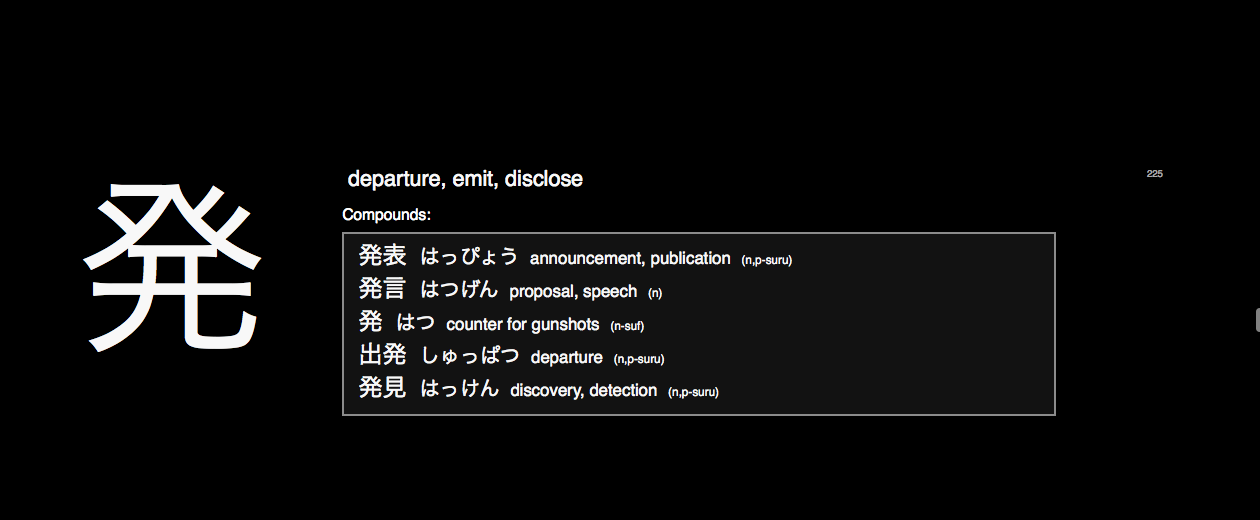 発
departure, emit, disclose
225
Compounds:
発表 はっぴょう announcement, publication (n,p-suru)
発言 はつげん proposal, speech (n)
発 はつ counter for gunshots (n-suf)
出発 しゅっぱつ departure (n,p-suru)
発見 はっけん discovery, detection (n,p-suru)